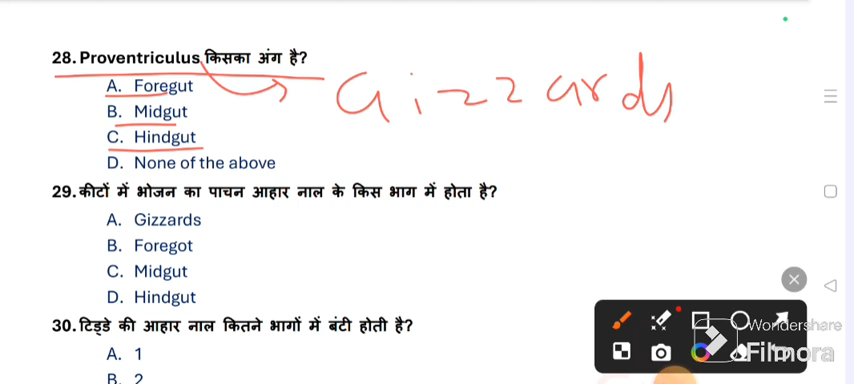 28. Proventriculus किसका अंग है?
A. Foregut
Gizzards
B. Midgut
C. Hindgut
D. None of the above
29. कीटों में भोजन का पाचन आहार नाल के किस भाग में होता है?
A. Gizzards
B. Foregot
C. Midgut
D. Hindgut
30. टिड्डे की आहार नाल कितने भागों में बंटी होती है?
A. 1
B. 2
Wondershare
Filmora